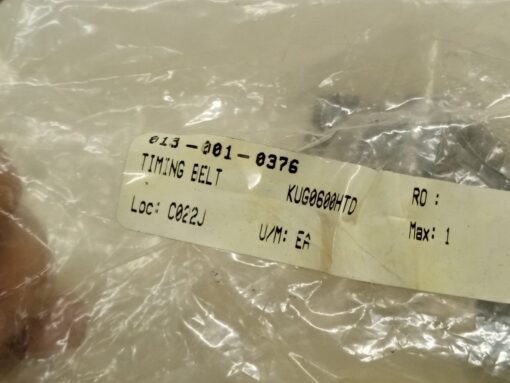 013-001-0376
TIMING BELT KUG0600HTD RO :
Loc: C022J U/M: EA Max: 1